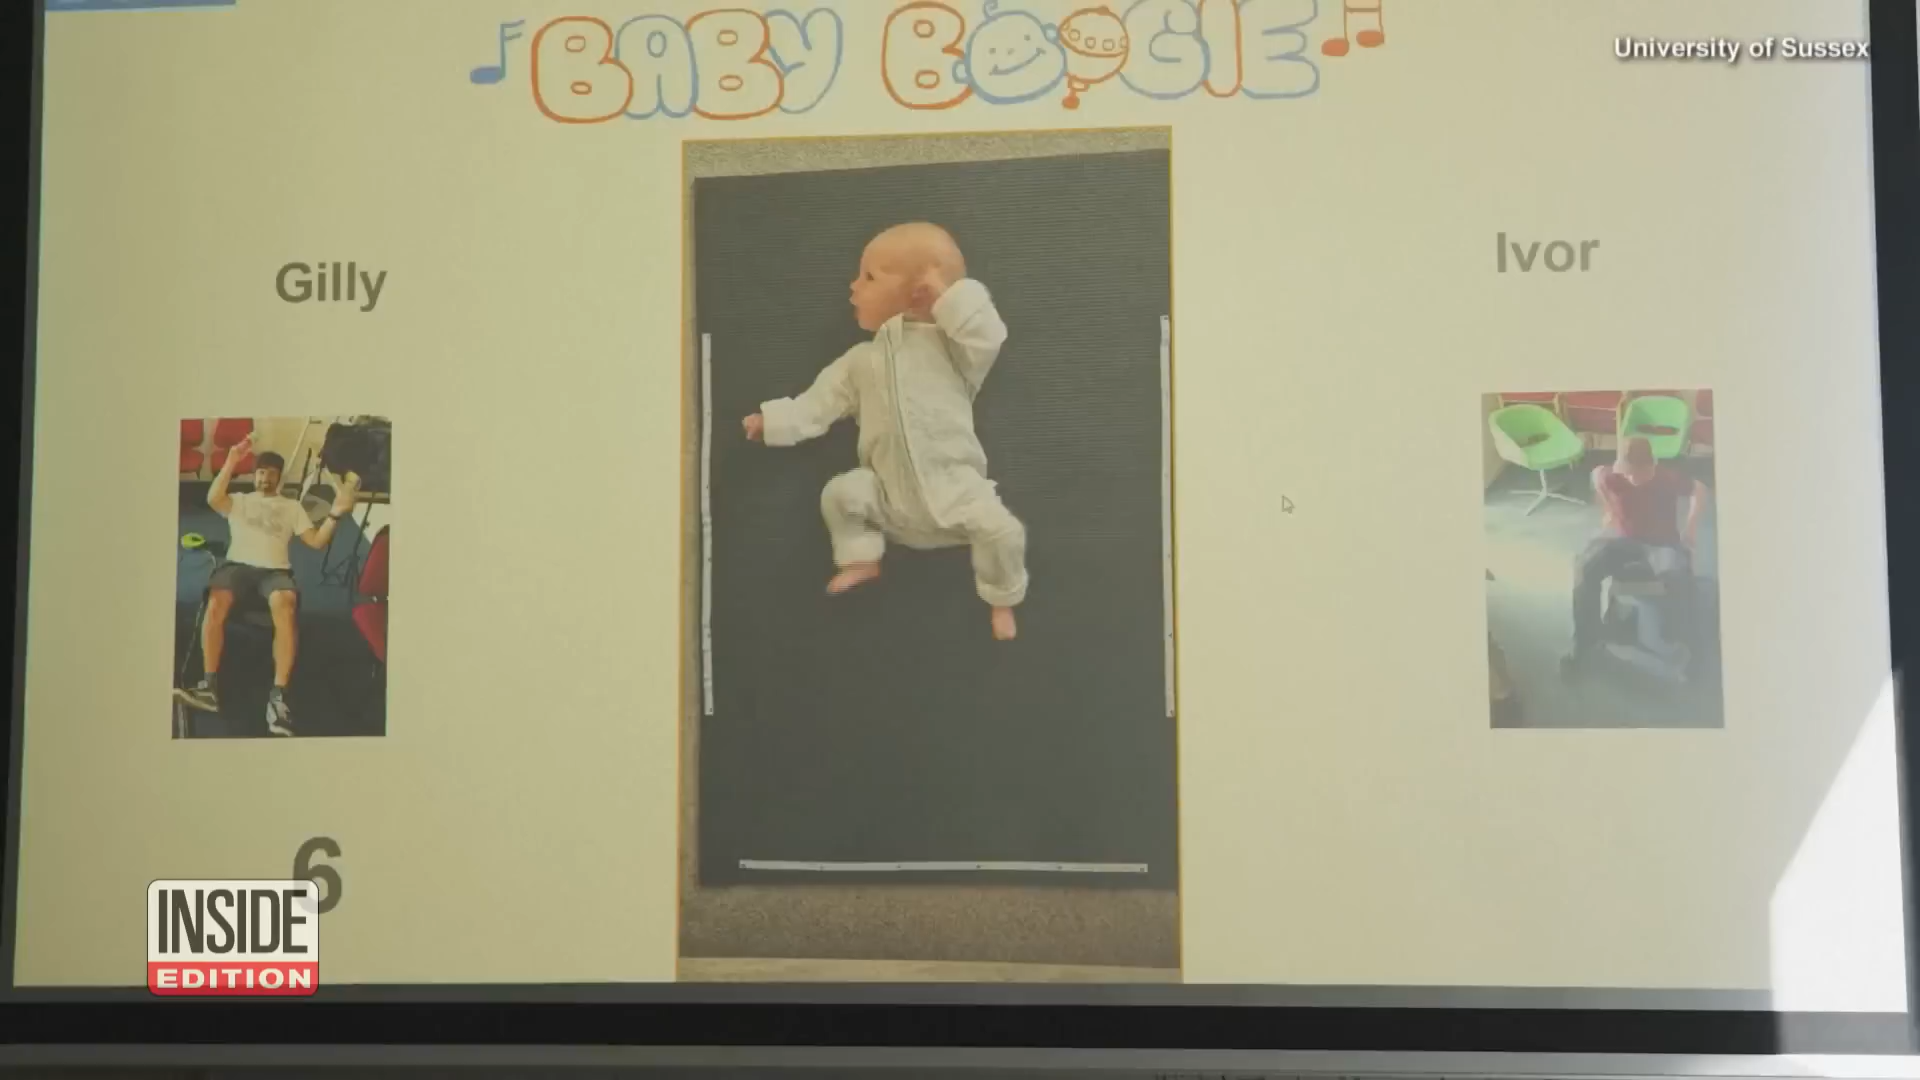 BABY BOOGIE
University of Sussex
Gilly
Ivor
6
INSIDE
EDITION